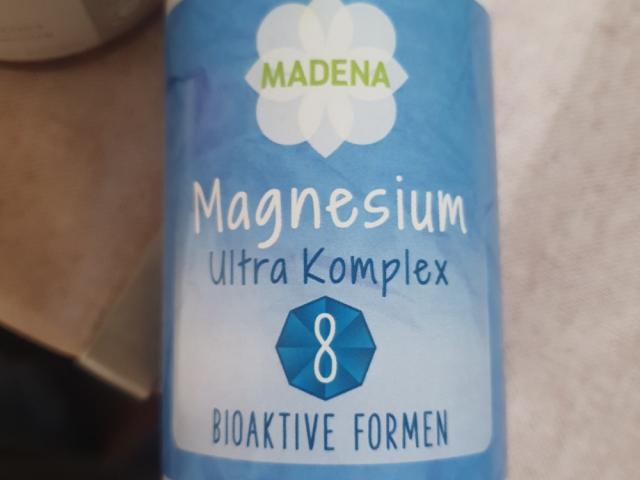 MADENA
Magnesium
Ultra Komplex
8
BIOAKTIVE FORMEN